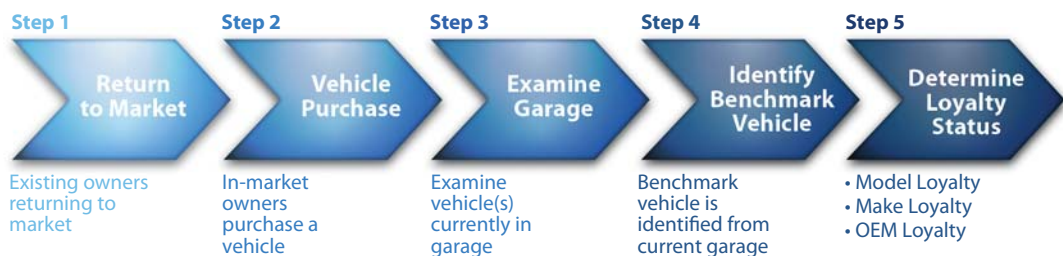 Step 1
Return
to Market
Existing owners
returning to
market
Step 2
Vehicle
Purchase
In-market
owners
purchase a
vehicle
Step 3
Examine
Garage
Examine
vehicle(s)
currently in
garage
Step 4
Identify
Benchmark
Vehicle
Benchmark
vehicle is
identified from
current garage
Step 5
Determine
Loyalty
Status
• Model Loyalty
• Make Loyalty
• OEM Loyalty